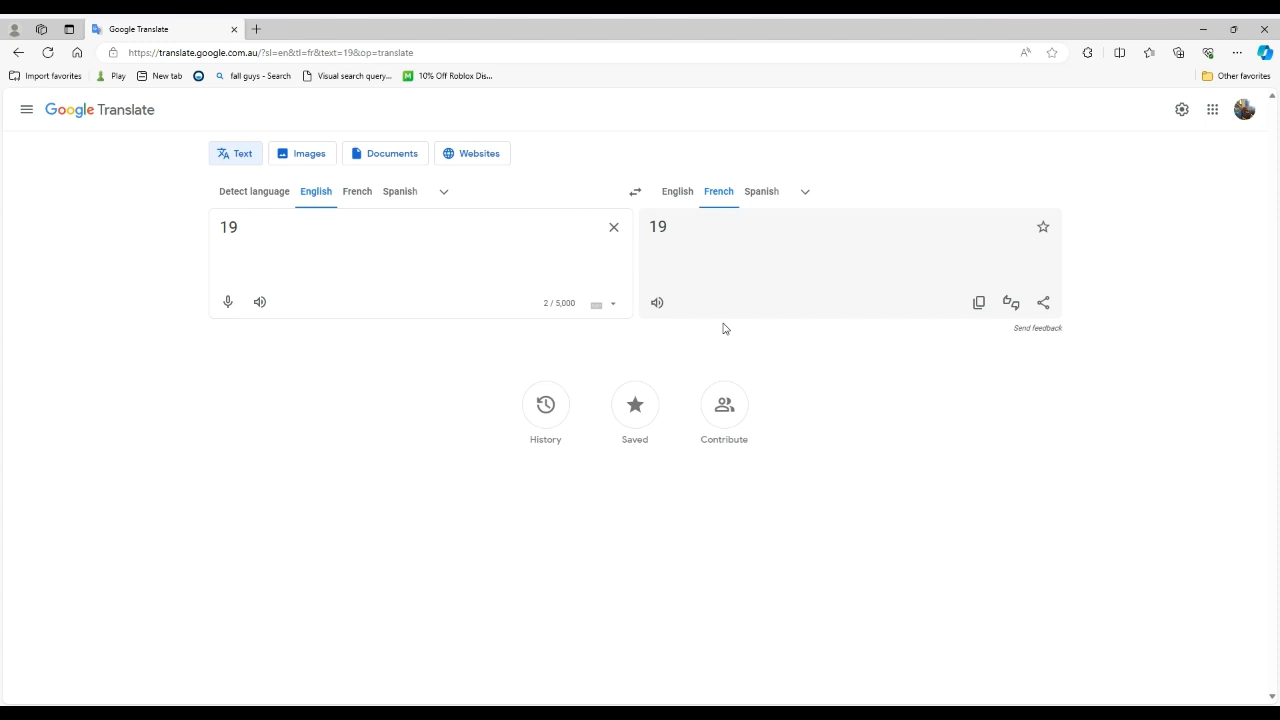 Google Translate
https://translate.google.com.au/?sl=en&tl=fr&text=19&op=translate
Import favorites Play New tab fall guys - Search Visual search query... 10% Off Roblox Dis... Other favorites
Google Translate
Text Images Documents Websites
Detect language English French Spanish English French Spanish
19 19
2 / 5,000
Send feedback
History Saved Contribute